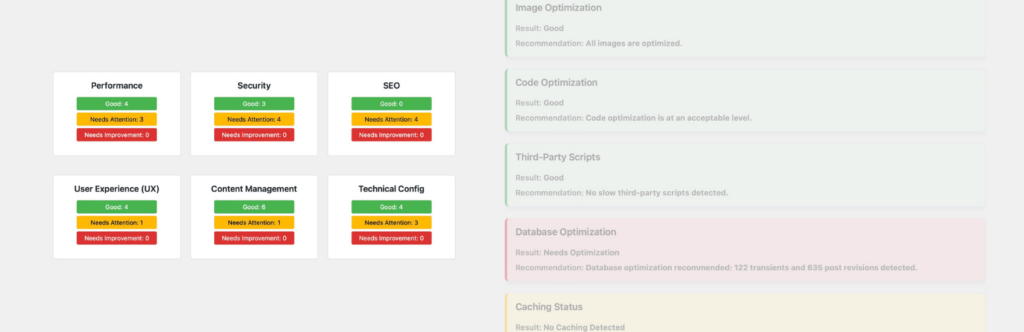 Performance
Good: 4
Needs Attention: 3
Needs Improvement: 0
Security
Good: 3
Needs Attention: 4
Needs Improvement: 0
SEO
Good: 0
Needs Attention: 4
Needs Improvement: 0
User Experience (UX)
Good: 4
Needs Attention: 1
Needs Improvement: 0
Content Management
Good: 6
Needs Attention: 1
Needs Improvement: 0
Technical Config
Good: 4
Needs Attention: 3
Needs Improvement: 0
Image Optimization
Result: Good
Recommendation: All images are optimized.
Code Optimization
Result: Good
Recommendation: Code optimization is at an acceptable level.
Third-Party Scripts
Result: Good
Recommendation: No slow third-party scripts detected.
Database Optimization
Result: Needs Optimization
Recommendation: Database optimization recommended; 122 transients and 635 post revisions detected.
Caching Status
Result: No Caching Detected